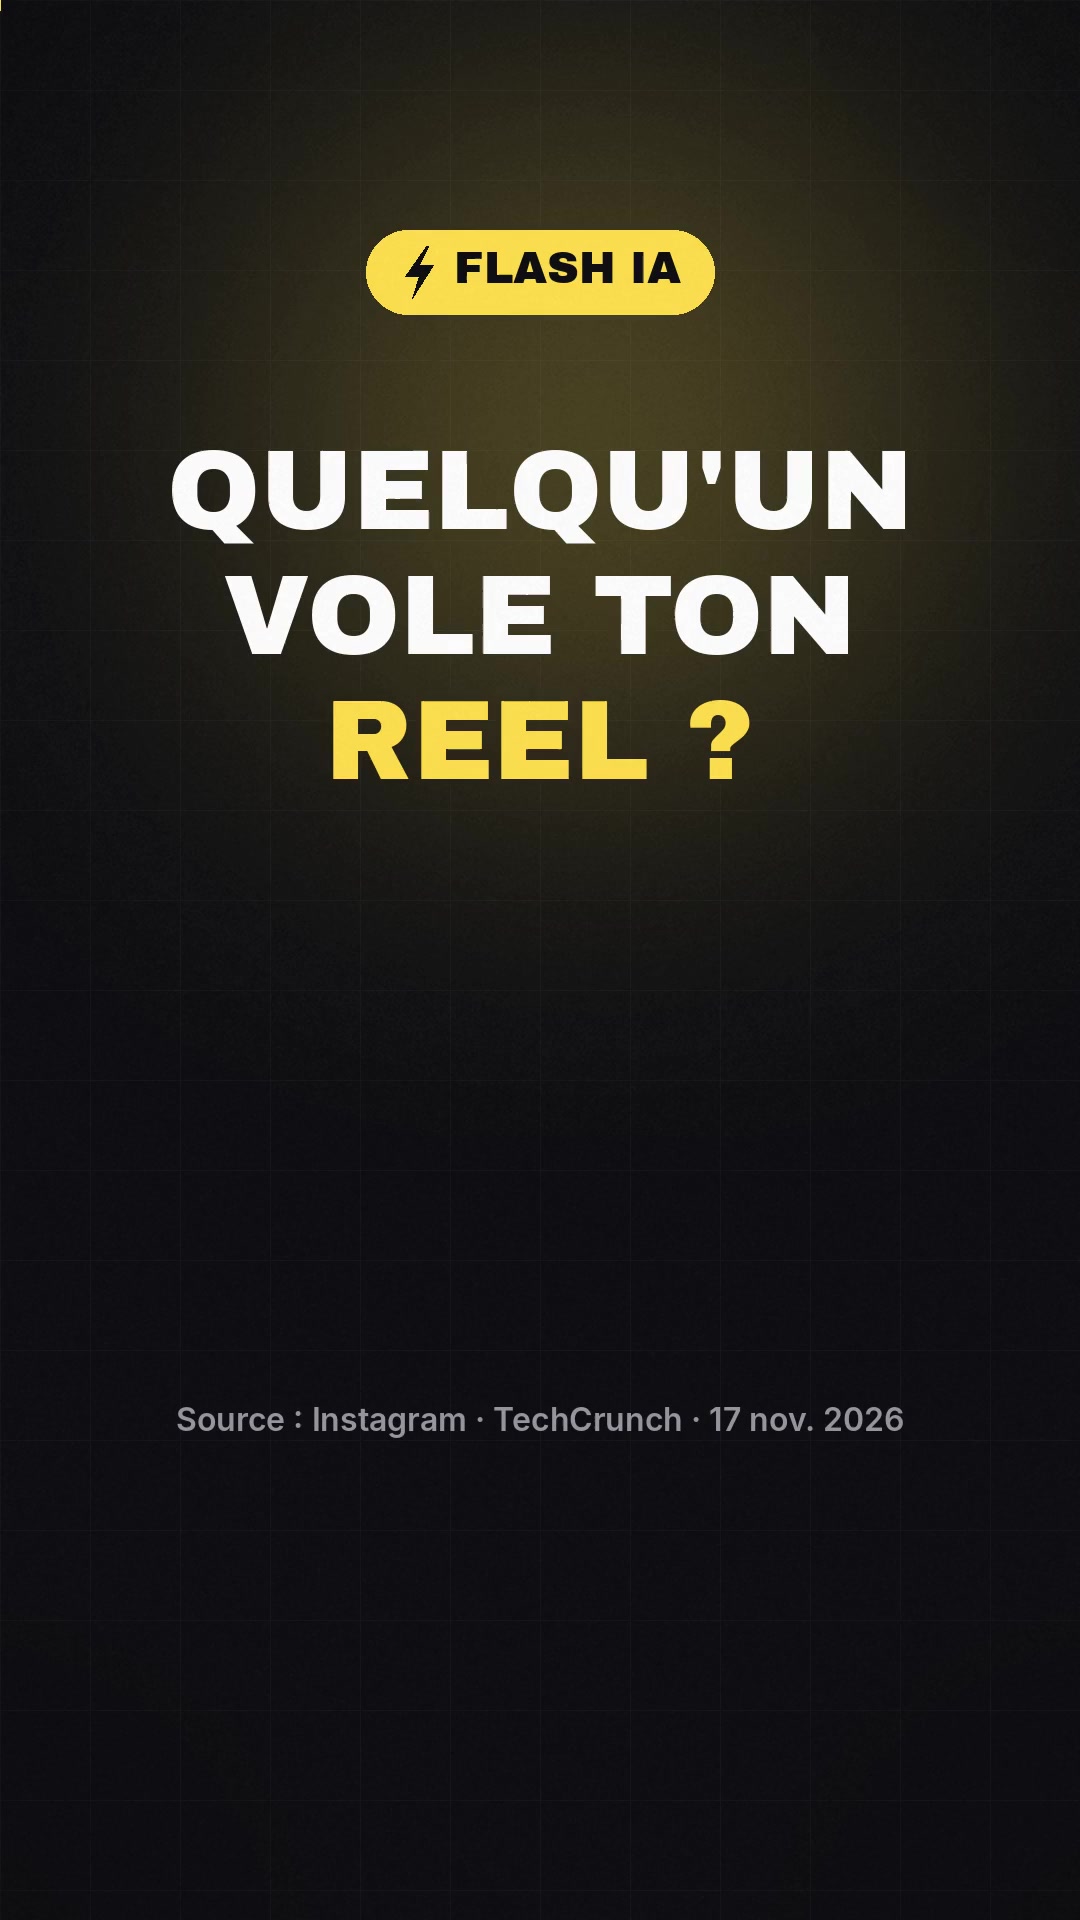 FLASH IA
QUELQU'UN
VOLE TON
REEL ?
Source : Instagram · TechCrunch · 17 nov. 2026